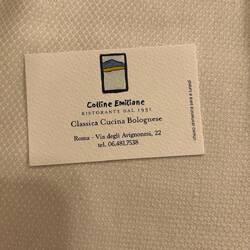 Colline Emiliane
RISTORANTE DAL 1931
Classica Cucina Bolognese
Roma - Via degli Avignonesi, 22
tel. 06.4817538